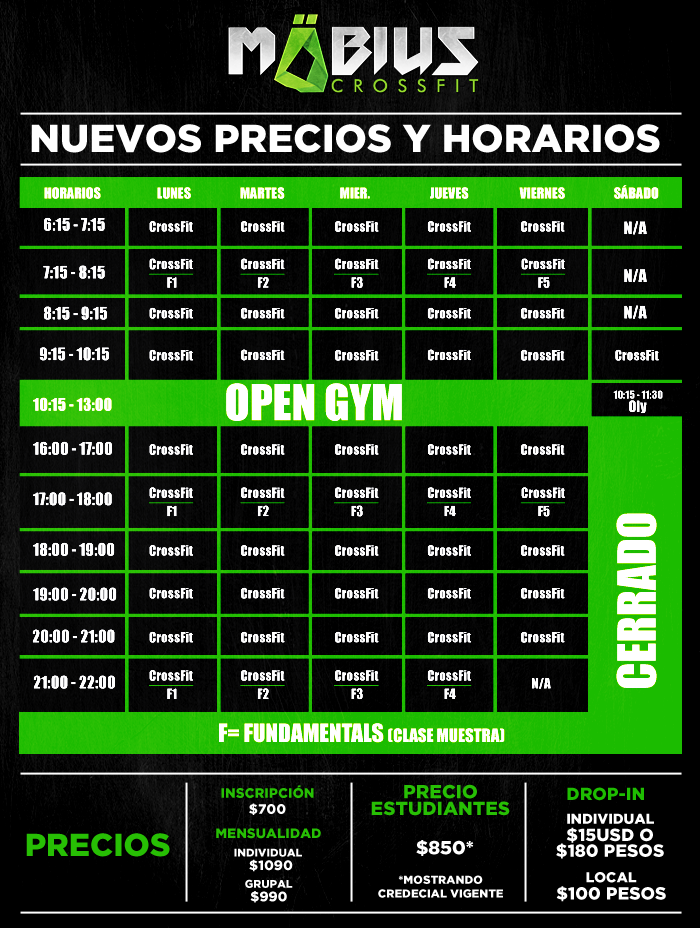 MÖBIUS
CROSSFIT
NUEVOS PRECIOS Y HORARIOS
HORARIOS LUNES MARTES MIER. JUEVES VIERNES SÁBADO
6:15 - 7:15 CrossFit CrossFit CrossFit CrossFit CrossFit N/A
7:15 - 8:15 CrossFit CrossFit CrossFit CrossFit CrossFit N/A
F1 F2 F3 F4 F5
8:15 - 9:15 CrossFit CrossFit CrossFit CrossFit CrossFit N/A
9:15 - 10:15 CrossFit CrossFit CrossFit CrossFit CrossFit CrossFit
10:15 - 13:00 OPEN GYM 10:15 - 11:30
Oly
16:00 - 17:00 CrossFit CrossFit CrossFit CrossFit CrossFit
17:00 - 18:00 CrossFit CrossFit CrossFit CrossFit CrossFit
F1 F2 F3 F4 F5
18:00 - 19:00 CrossFit CrossFit CrossFit CrossFit CrossFit
19:00 - 20:00 CrossFit CrossFit CrossFit CrossFit CrossFit
20:00 - 21:00 CrossFit CrossFit CrossFit CrossFit CrossFit
21:00 - 22:00 CrossFit CrossFit CrossFit CrossFit N/A
F1 F2 F3 F4
CERRADO
F= FUNDAMENTALS (CLASE MUESTRA)
PRECIOS
INSCRIPCIÓN
$700
MENSUALIDAD
INDIVIDUAL
$1090
GRUPAL
$990
PRECIO
ESTUDIANTES
$850*
*MOSTRANDO
CREDECIAL VIGENTE
DROP-IN
INDIVIDUAL
$15USD O
$180 PESOS
LOCAL
$100 PESOS